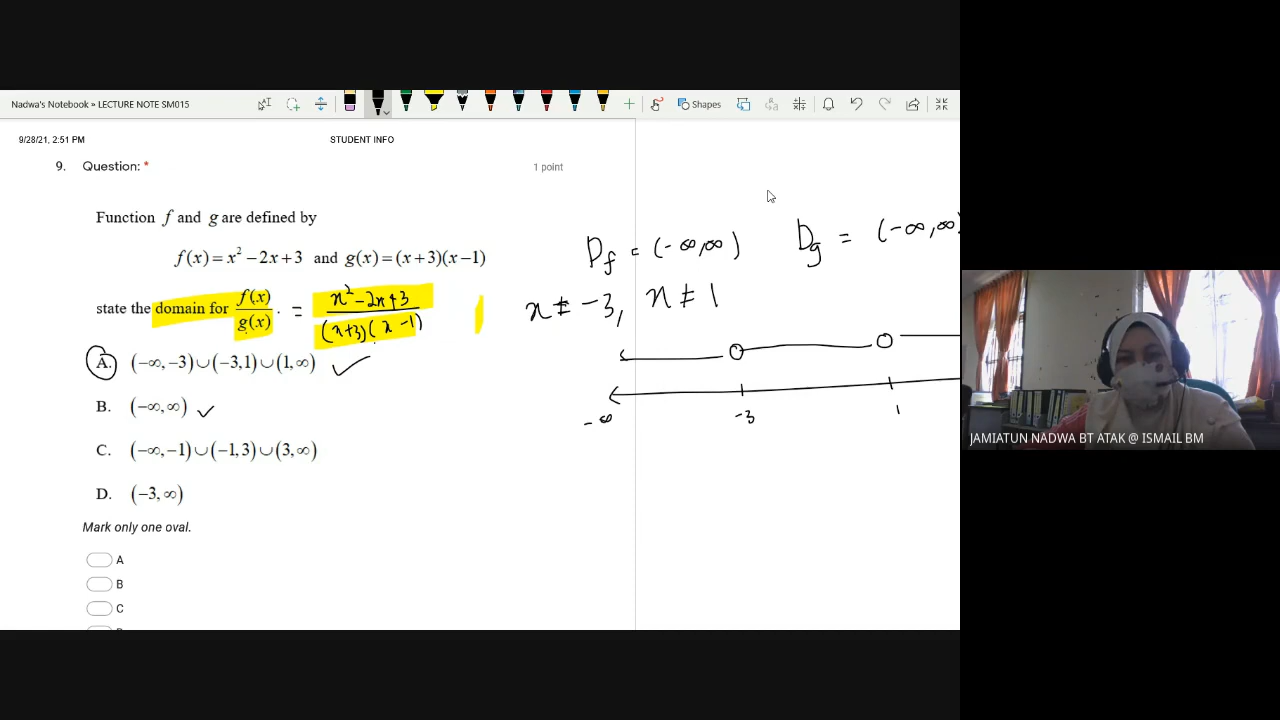 Nadwa's Notebook » LECTURE NOTE SM015
Shapes
9/28/21, 2:51 PM
STUDENT INFO
9. Question: *
1 point
Function f and g are defined by
f(x) = x² − 2x + 3 and g(x) = (x + 3)(x − 1)
state the domain for f(x)/g(x) . = x² − 2x + 3 / (x+3)(x −1)
A. (−∞, −3) ∪ (−3, 1) ∪ (1, ∞)
B. (−∞, ∞)
C. (−∞, −1) ∪ (−1, 3) ∪ (3, ∞)
D. (−3, ∞)
Mark only one oval.
A
B
C
D_f = (−∞, ∞) D_g = (−∞, ∞)
x ≠ −3, x ≠ 1
−∞ −3 1
JAMIATUN NADWA BT ATAK @ ISMAIL BM